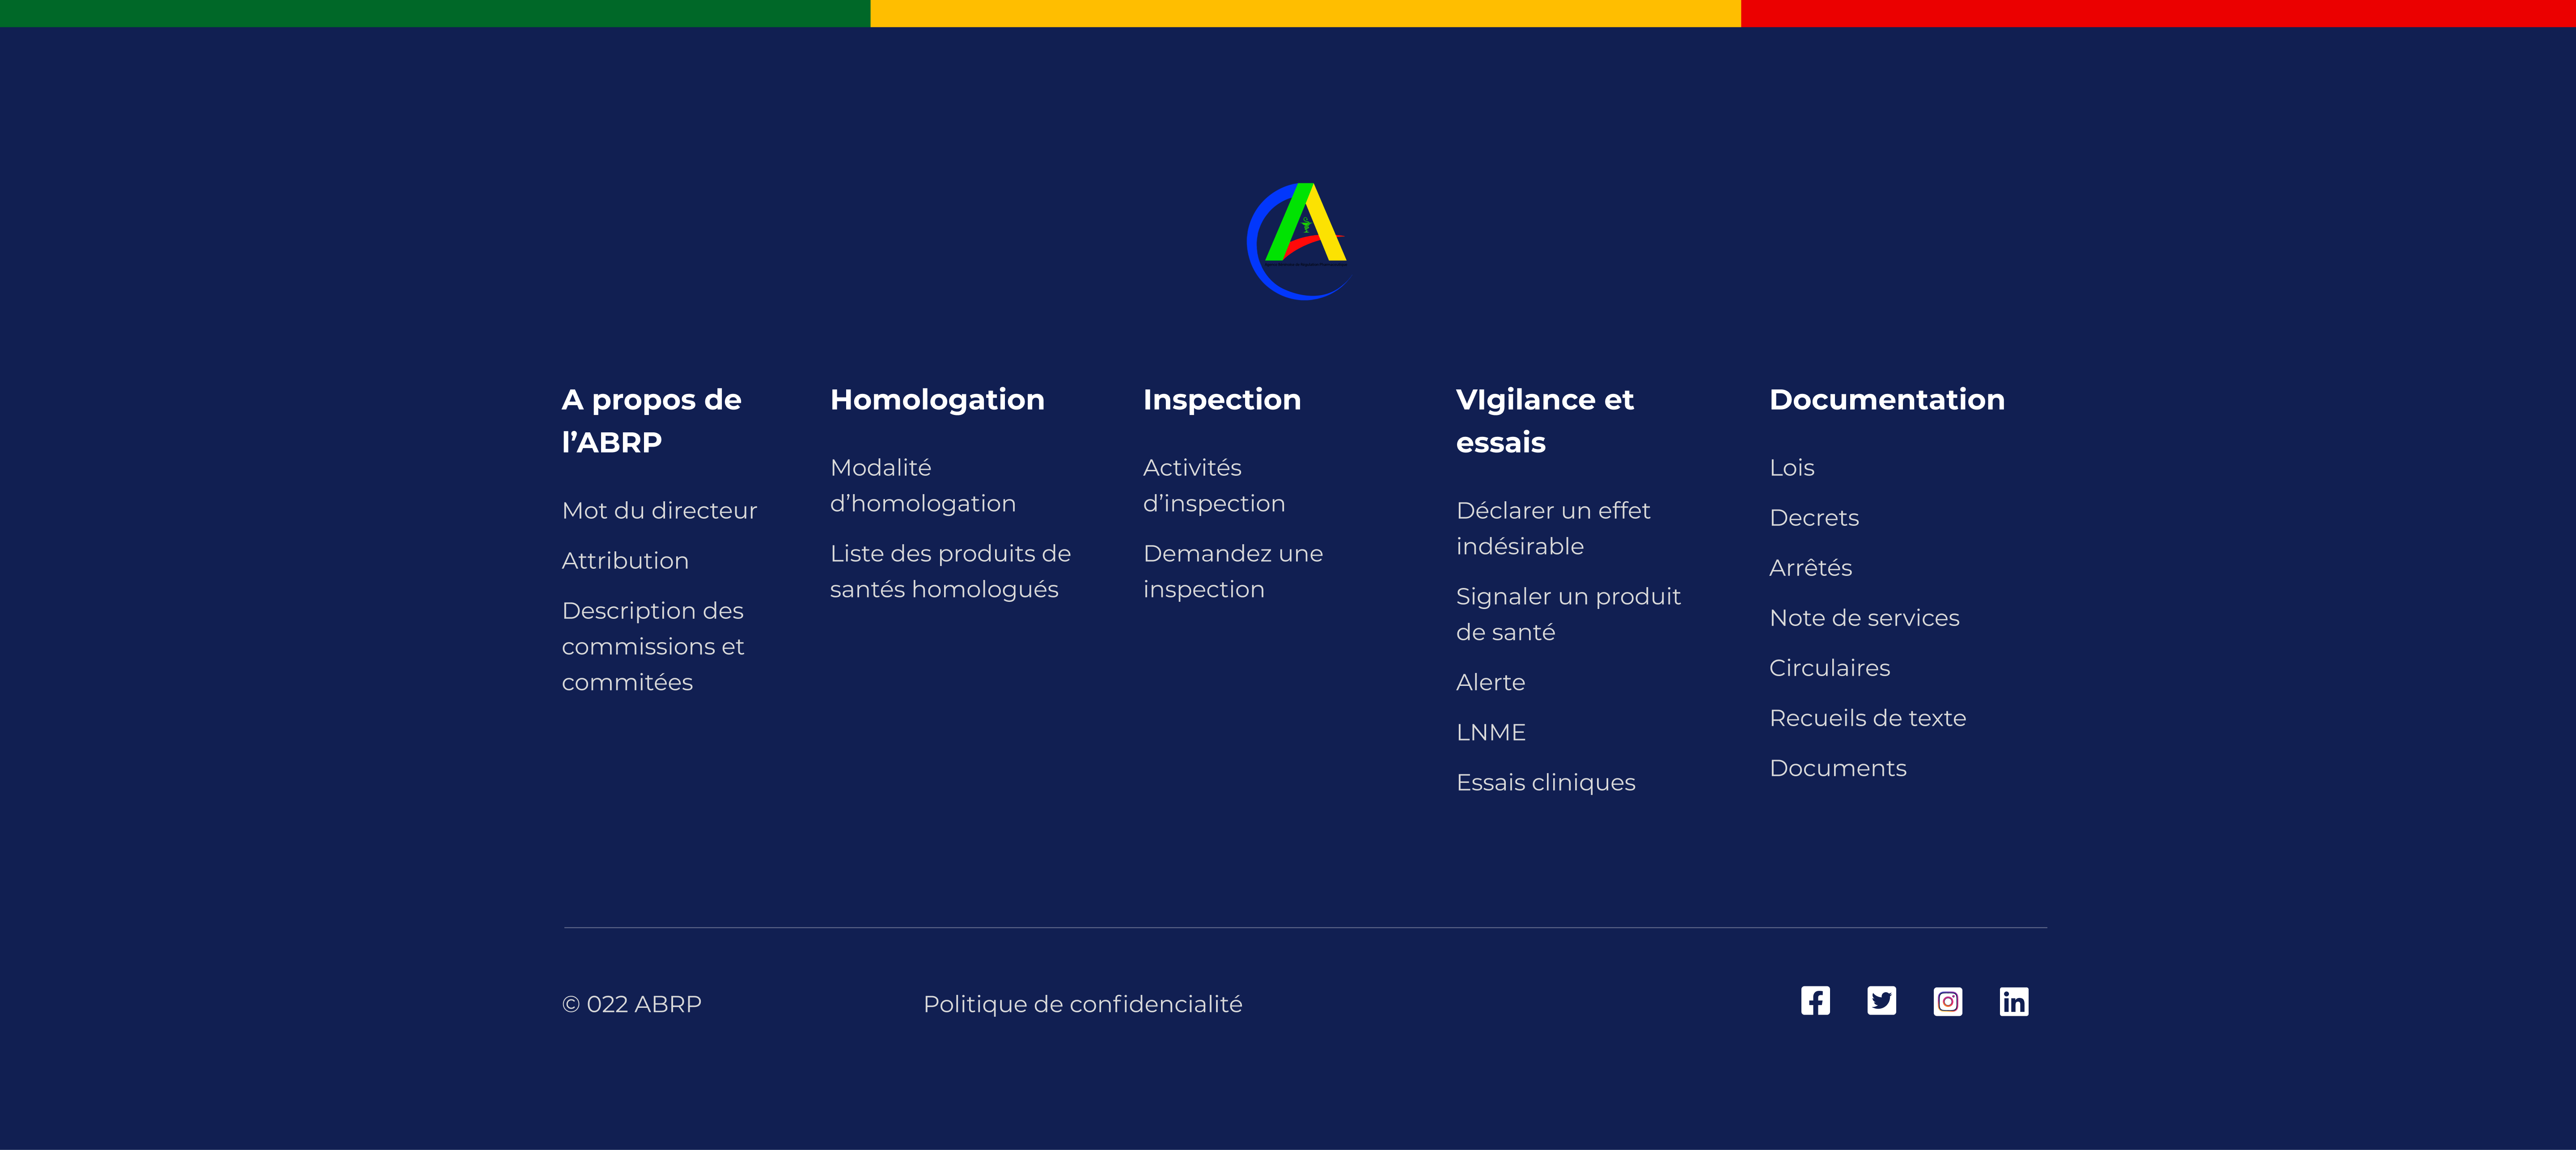 A propos de
l’ABRP
Mot du directeur
Attribution
Description des
commissions et
commitées
Homologation
Modalité
d’homologation
Liste des produits de
santés homologués
Inspection
Activités
d’inspection
Demandez une
inspection
VIgilance et
essais
Déclarer un effet
indésirable
Signaler un produit
de santé
Alerte
LNME
Essais cliniques
Documentation
Lois
Decrets
Arrêtés
Note de services
Circulaires
Recueils de texte
Documents
© 022 ABRP
Politique de confidencialité